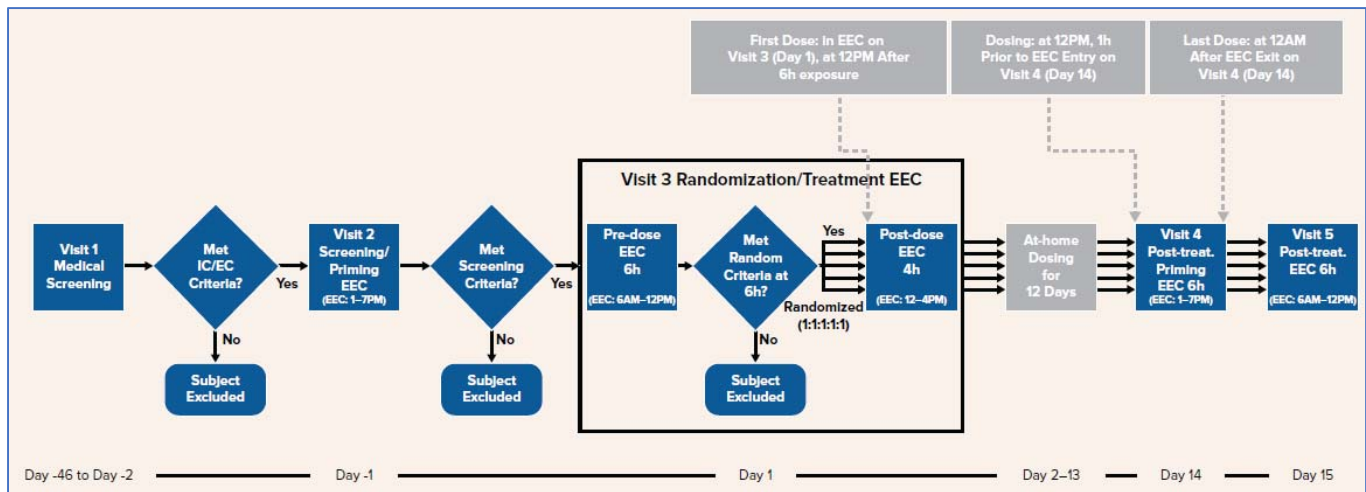 First Dose: in EEC on
Visit 3 (Day 1), at 12PM After
6h exposure
Dosing: at 12PM, 1h
Prior to EEC Entry on
Visit 4 (Day 14)
Last Dose: at 12AM
After EEC Exit on
Visit 4 (Day 14)
Visit 3 Randomization/Treatment EEC
Visit 1
Medical
Screening
Met
IC/EC
Criteria?
Yes
No
Subject
Excluded
Visit 2
Screening/
Priming
EEC
(EEC: 1–7PM)
Met
Screening
Criteria?
Yes
No
Subject
Excluded
Pre-dose
EEC
6h
(EEC: 6AM–12PM)
Met
Random
Criteria at
6h?
Yes
Randomized
(1:1:1:1:1)
No
Subject
Excluded
Post-dose
EEC
4h
(EEC: 12–4PM)
At-home
Dosing
for
12 Days
Visit 4
Post-treat.
Priming
EEC 6h
(EEC: 1–7PM)
Visit 5
Post-treat.
EEC 6h
(EEC: 6AM–12PM)
Day -46 to Day -2
Day -1
Day 1
Day 2–13
Day 14
Day 15